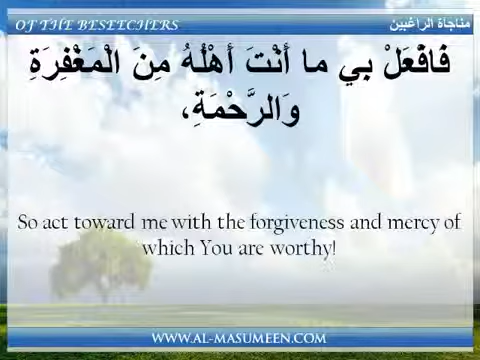 OF THE BESEECHERS
مناجاة الراغبين
فَافْعَلْ بي ما أَنْتَ أَهْلُهُ مِنَ الْمَغْفِرَةِ
وَالرَّحْمَةِ،
So act toward me with the forgiveness and mercy of
which You are worthy!
WWW.AL-MASUMEEN.COM